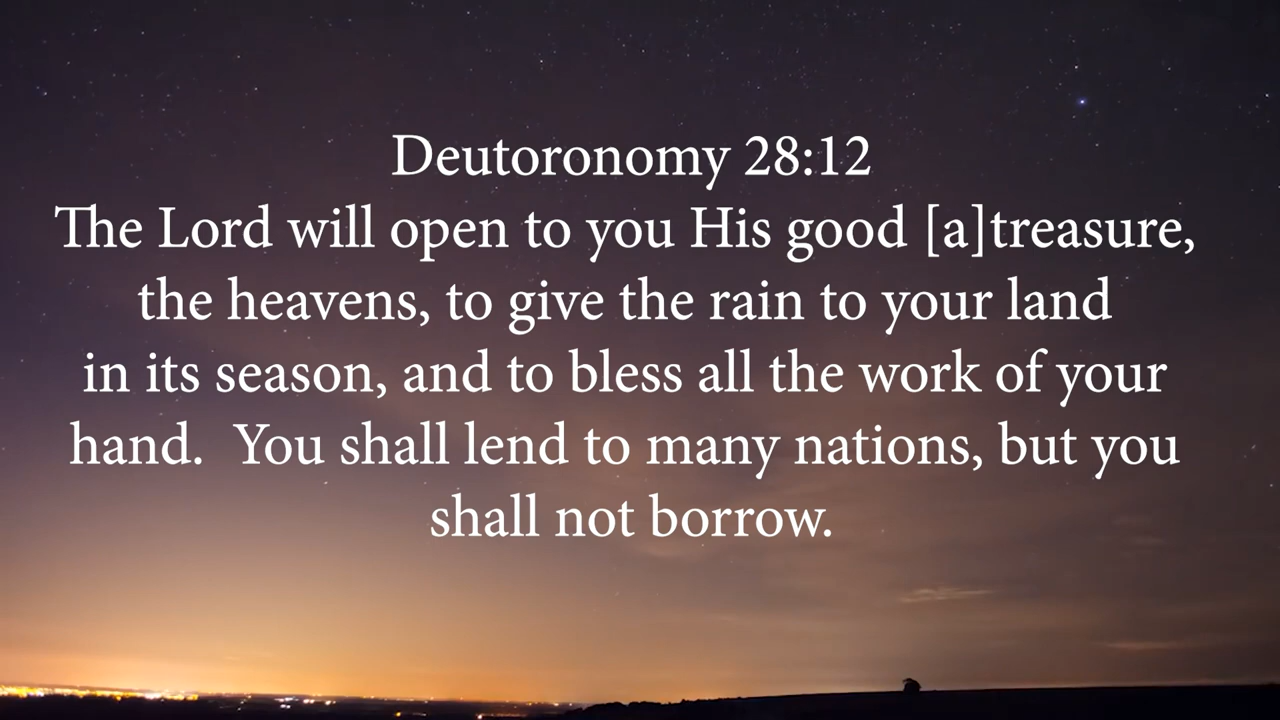 Deutoronomy 28:12
The Lord will open to you His good [a]treasure,
the heavens, to give the rain to your land
in its season, and to bless all the work of your
hand.  You shall lend to many nations, but you
shall not borrow.